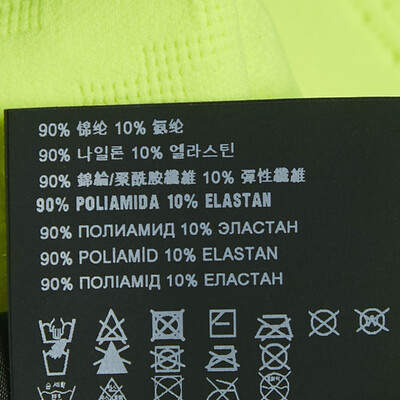 90% 锦纶 10% 氨纶
90% 나일론 10% 엘라스틴
90% 錦綸/聚酰胺纖維 10% 彈性纖維
90% POLIAMIDA 10% ELASTAN
90% ПОЛИАМИД 10% ЭЛАСТАН
90% POLİAMİD 10% ELASTAN
90% ПОЛІАМІД 10% ЕЛАСТАН